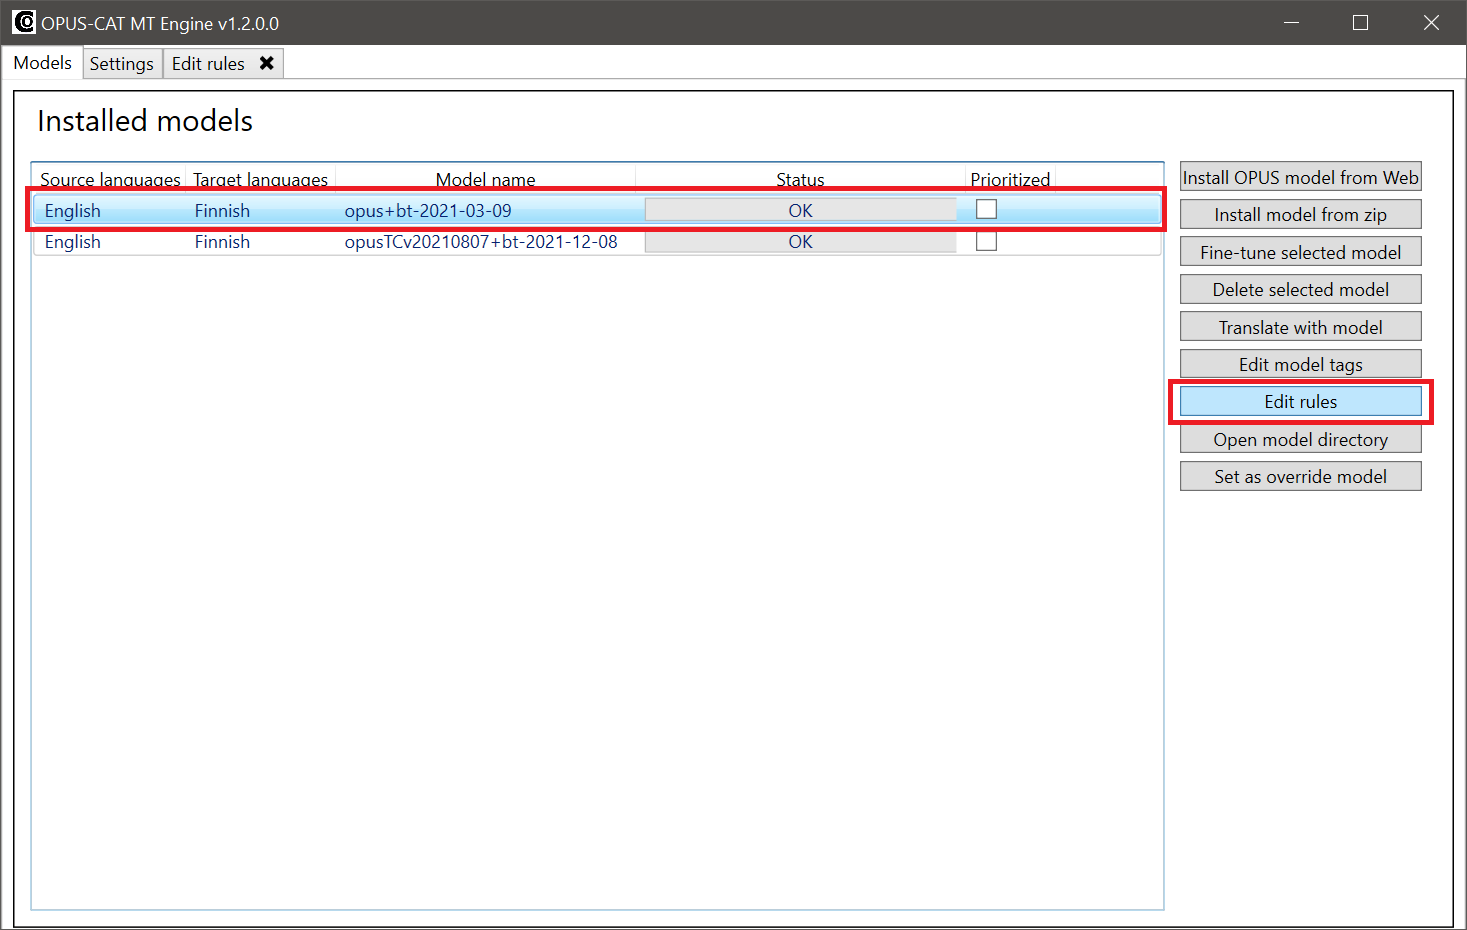 OPUS-CAT MT Engine v1.2.0.0
Models Settings Edit rules
Installed models
Source languages Target languages Model name Status Prioritized
English Finnish opus+bt-2021-03-09 OK
English Finnish opusTCv20210807+bt-2021-12-08 OK
Install OPUS model from Web
Install model from zip
Fine-tune selected model
Delete selected model
Translate with model
Edit model tags
Edit rules
Open model directory
Set as override model